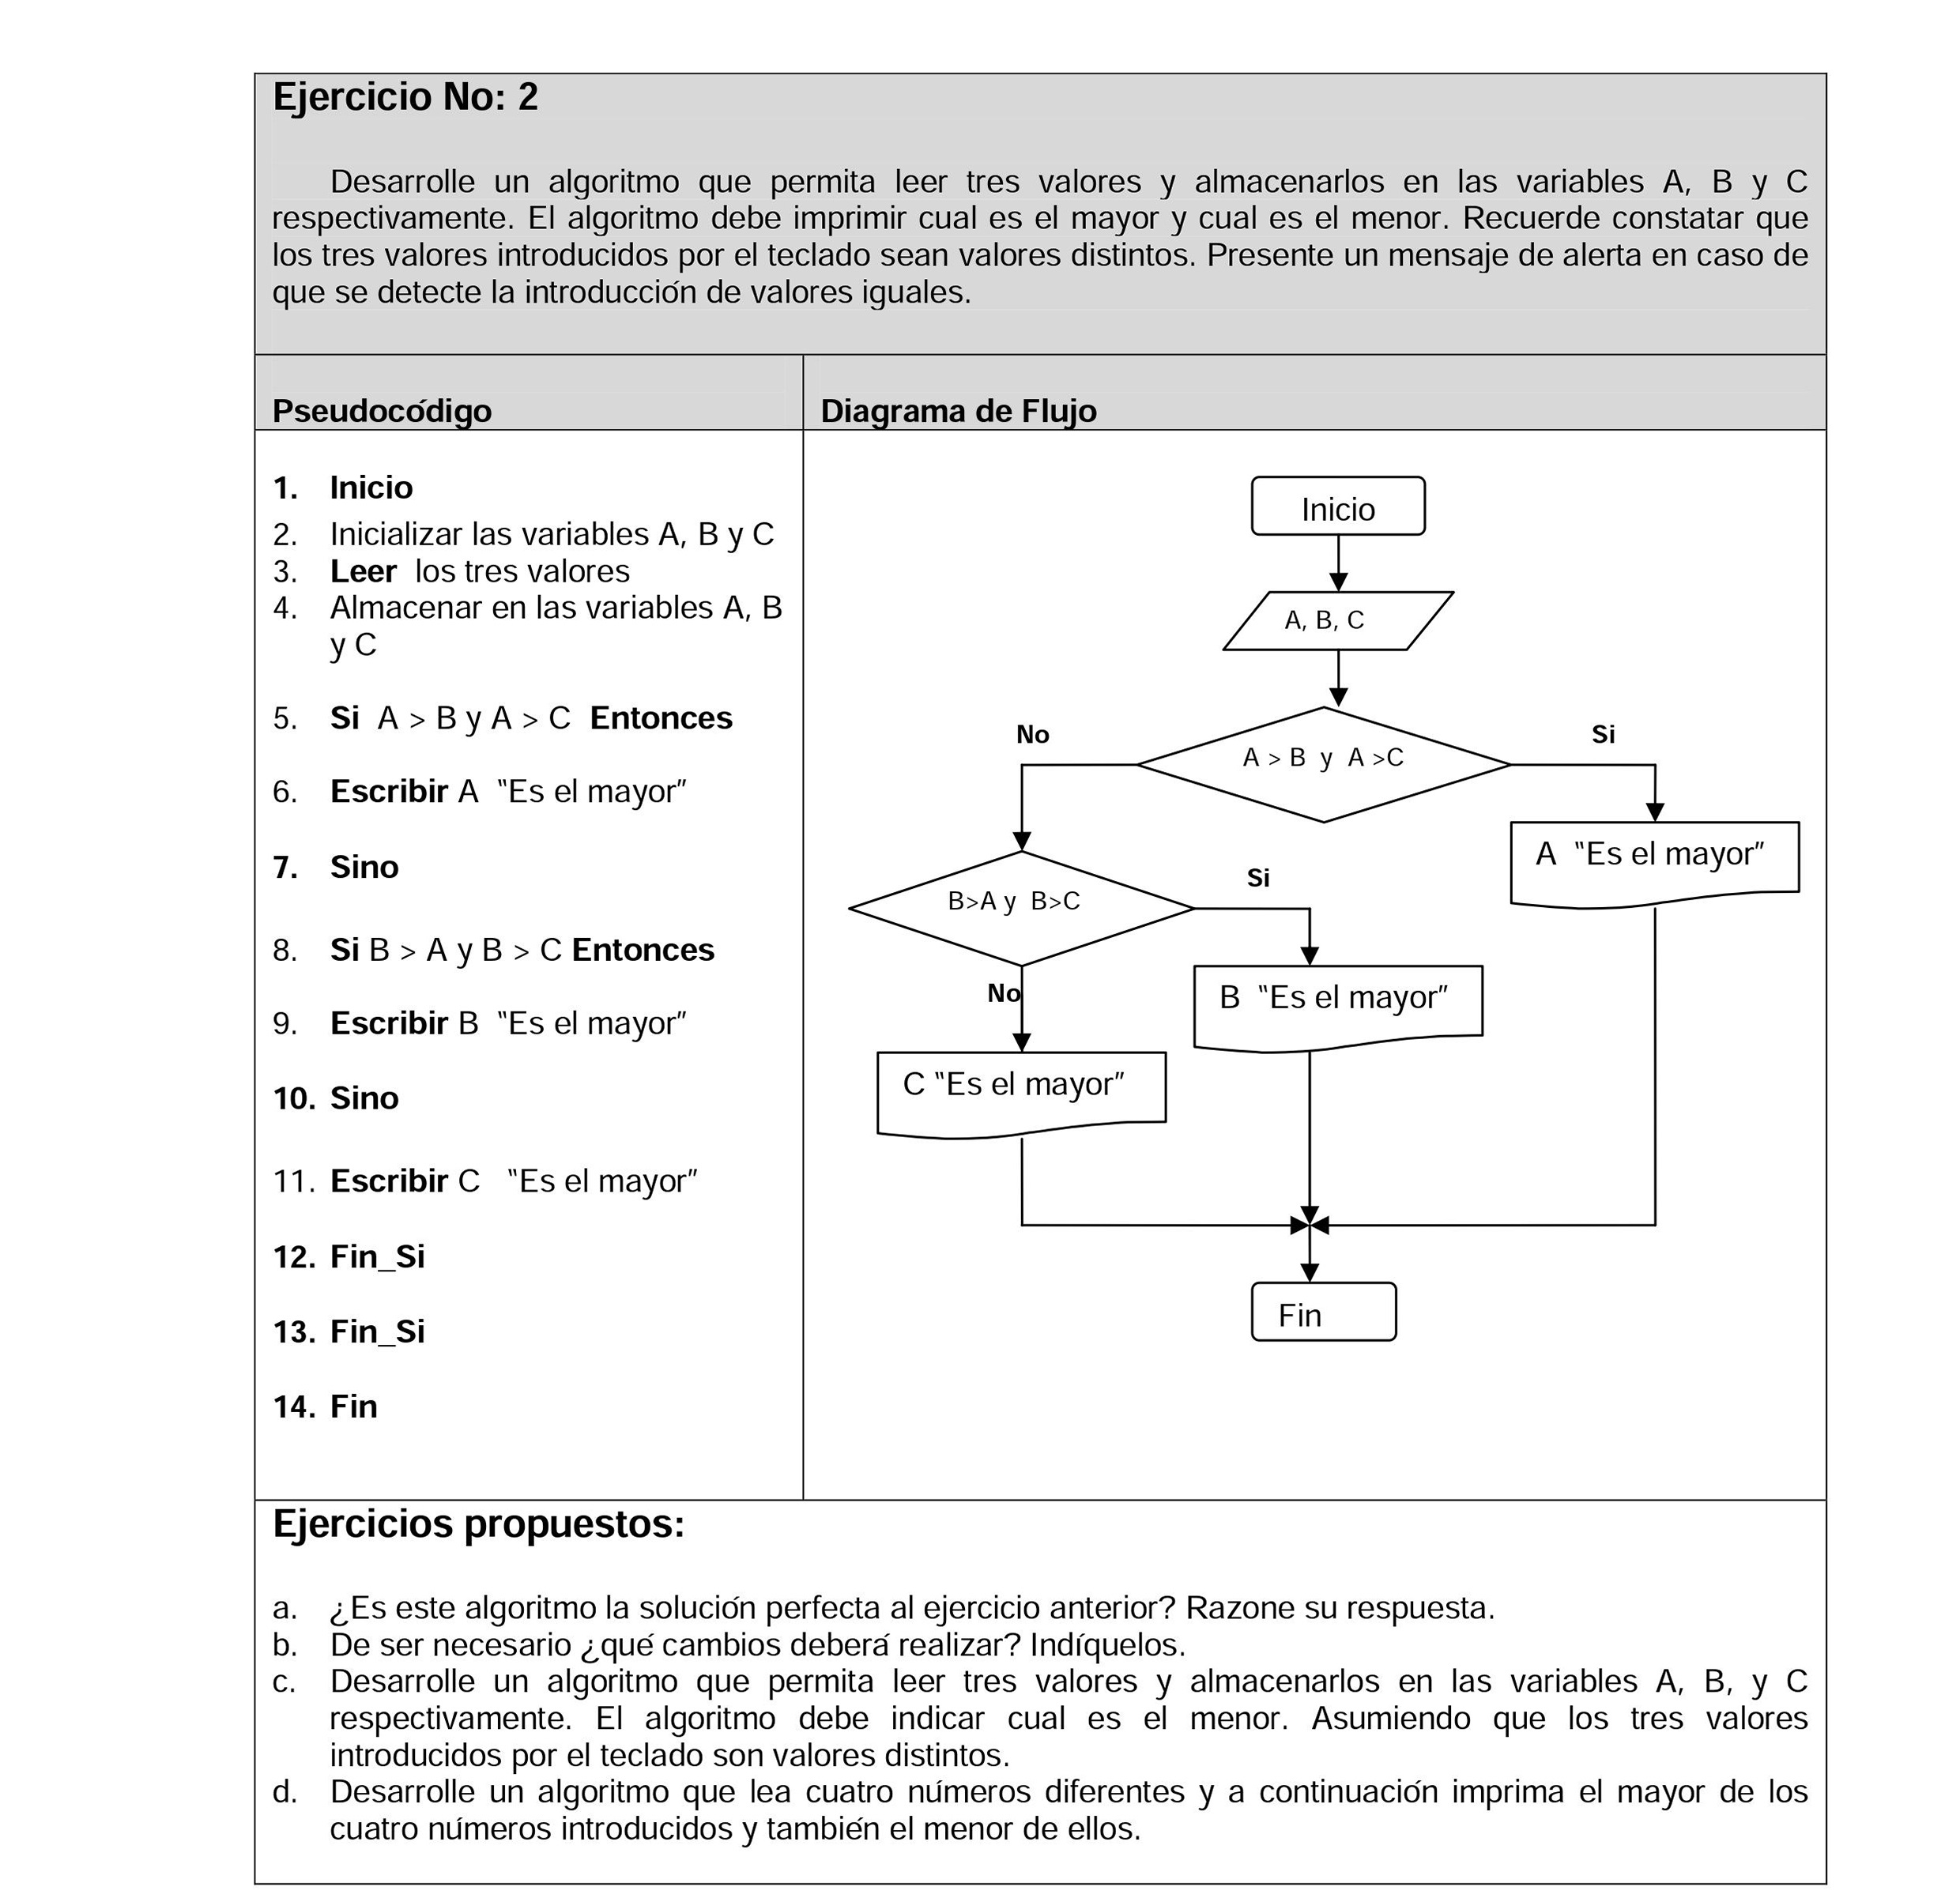 Ejercicio No: 2
Desarrolle un algoritmo que permita leer tres valores y almacenarlos en las variables A, B y C
respectivamente. El algoritmo debe imprimir cual es el mayor y cual es el menor. Recuerde constatar que
los tres valores introducidos por el teclado sean valores distintos. Presente un mensaje de alerta en caso de
que se detecte la introducción de valores iguales.
Pseudocódigo
1. Inicio
2. Inicializar las variables A, B y C
3. Leer los tres valores
4. Almacenar en las variables A, B
y C
5. Si A > B y A > C Entonces
6. Escribir A “Es el mayor”
7. Sino
8. Si B > A y B > C Entonces
9. Escribir B “Es el mayor”
10. Sino
11. Escribir C “Es el mayor”
12. Fin_Si
13. Fin_Si
14. Fin
Diagrama de Flujo
Inicio
A, B, C
No
A > B y A >C
Si
A “Es el mayor”
B>A y B>C
Si
B “Es el mayor”
No
C “Es el mayor”
Fin
Ejercicios propuestos:
a. ¿Es este algoritmo la solución perfecta al ejercicio anterior? Razone su respuesta.
b. De ser necesario ¿qué cambios deberá realizar? Indíquelos.
c. Desarrolle un algoritmo que permita leer tres valores y almacenarlos en las variables A, B, y C
respectivamente. El algoritmo debe indicar cual es el menor. Asumiendo que los tres valores
introducidos por el teclado son valores distintos.
d. Desarrolle un algoritmo que lea cuatro números diferentes y a continuación imprima el mayor de los
cuatro números introducidos y también el menor de ellos.